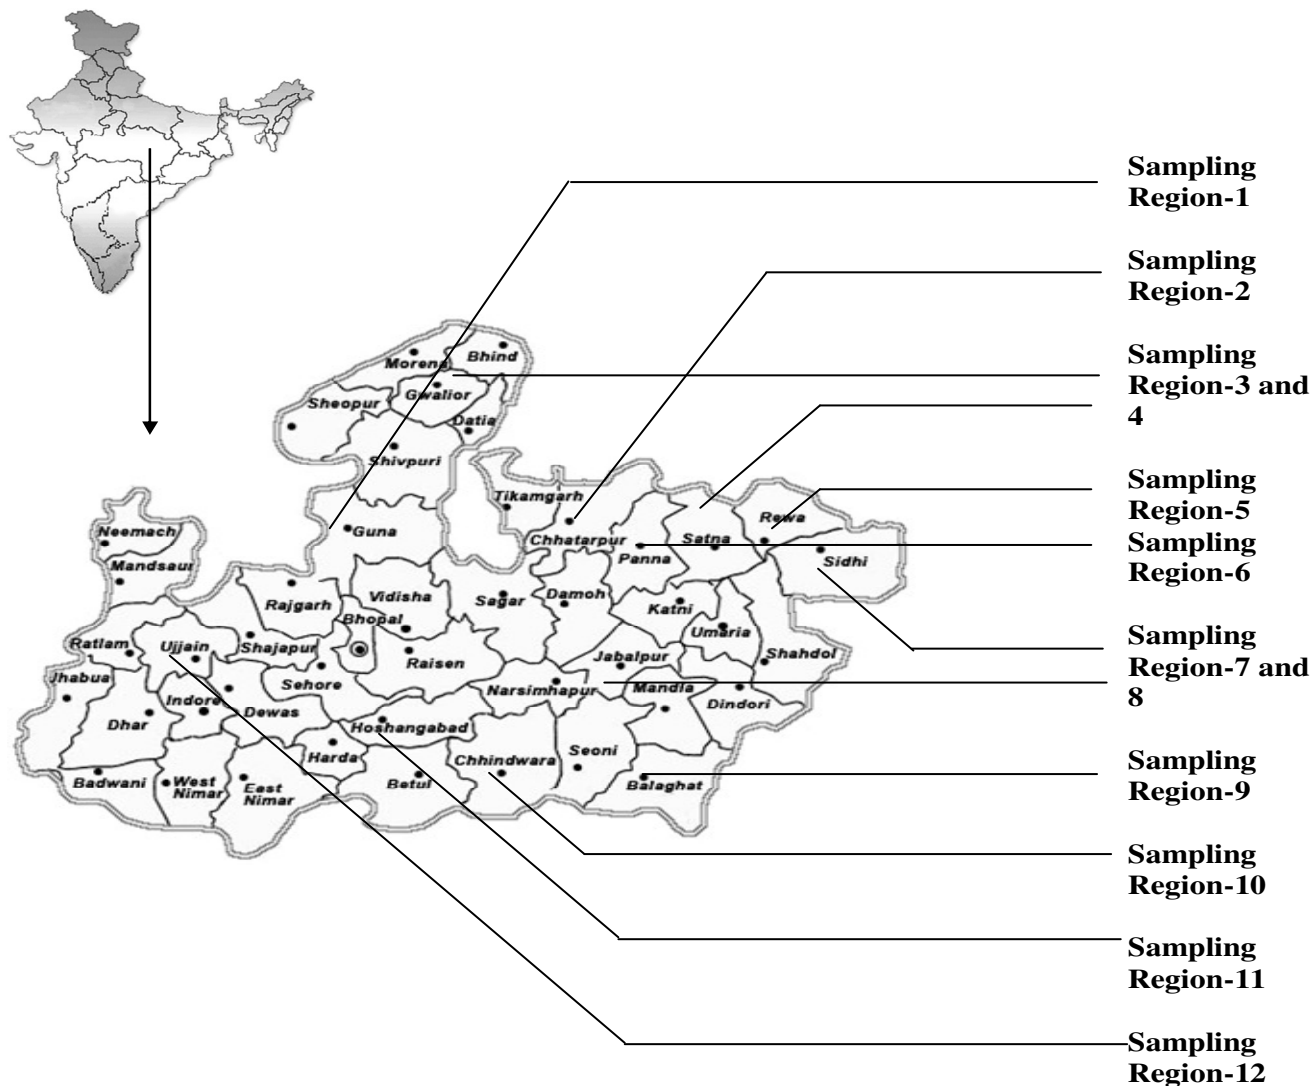 Sampling
Region-1
Sampling
Region-2
Sampling
Region-3 and
4
Sampling
Region-5
Sampling
Region-6
Sampling
Region-7 and
8
Sampling
Region-9
Sampling
Region-10
Sampling
Region-11
Sampling
Region-12
Morena
Bhind
Gwalior
Sheopur
Datia
Shivpuri
Tikamgarh
Guna
Chhatarpur
Panna
Satna
Rewa
Sidhi
Neemach
Mandsaur
Rajgarh
Vidisha
Sagar
Damoh
Katni
Umaria
Bhopal
Ratlam
Ujjain
Shajapur
Raisen
Jabalpur
Shahdol
Jhabua
Sehore
Narsimhapur
Mandla
Dindori
Indore
Dhar
Dewas
Hoshangabad
Harda
Chhindwara
Seoni
Badwani
West
Nimar
East
Nimar
Betul
Balaghat